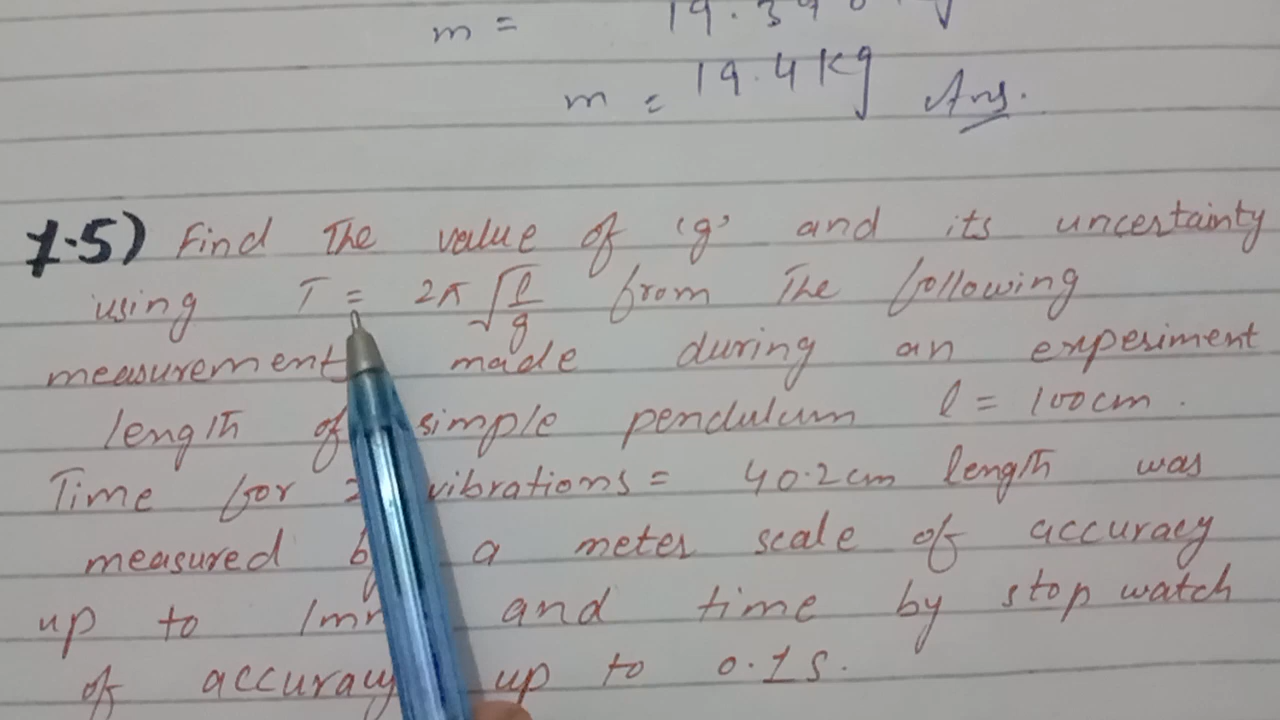 m =
m = 19.4 kg Ans.
1.5) Find The value of 'g' and its uncertainty
using T = 2π√l/g from The following
measurement made during an experiment
length of simple pendulum l = 100cm.
Time for vibrations = 40.2cm length was
measured a meter scale of accuracy
up to and time by stop watch
of accuracy up to 0.1s.